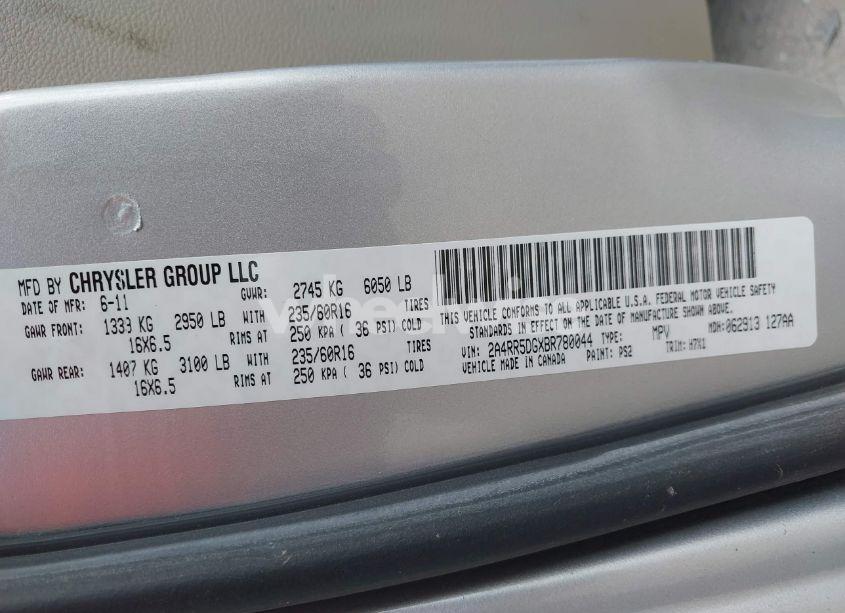 MFD BY CHRYSLER GROUP LLC
DATE OF MFR: 6-11 GVWR: 2745 KG 6050 LB
GAWR FRONT: 1333 KG 2950 LB WITH 235/60R16 TIRES
16X6.5 RIMS AT 250 KPA ( 36 PSI) COLD
GAWR REAR: 1407 KG 3100 LB WITH 235/60R16 TIRES
16X6.5 RIMS AT 250 KPA ( 36 PSI) COLD
THIS VEHICLE CONFORMS TO ALL APPLICABLE U.S.A. FEDERAL MOTOR VEHICLE SAFETY
STANDARDS IN EFFECT ON THE DATE OF MANUFACTURE SHOWN ABOVE.
VIN: 2A4RR5DGXBR780044 TYPE: MPV MDH: 062913 127AA
VEHICLE MADE IN CANADA PAINT: PS2 TRIM: H7X1